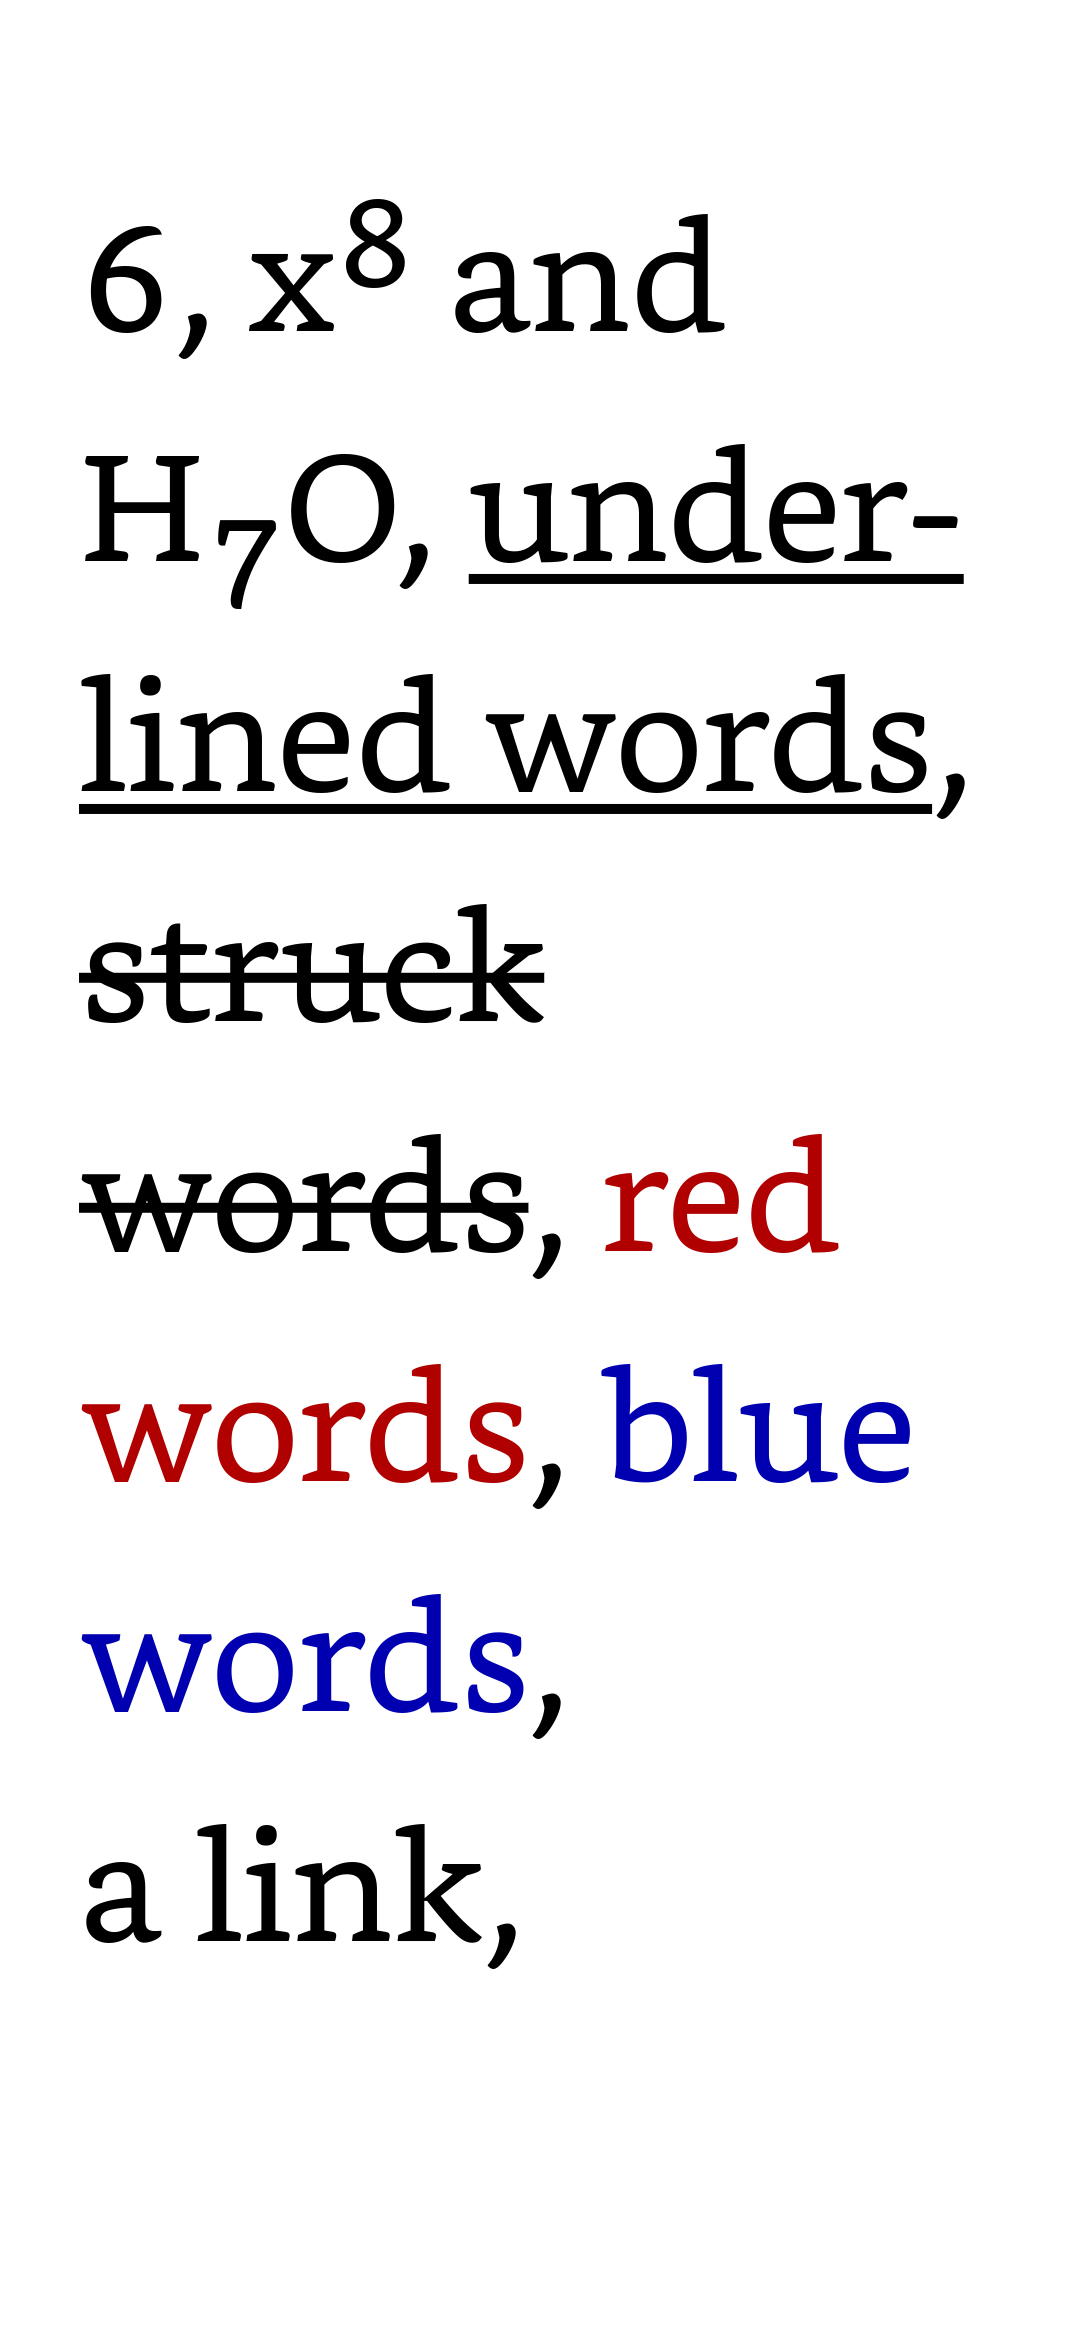 6, x⁸ and
H₇O, under-
lined words,
struck
words, red
words, blue
words,
a link,